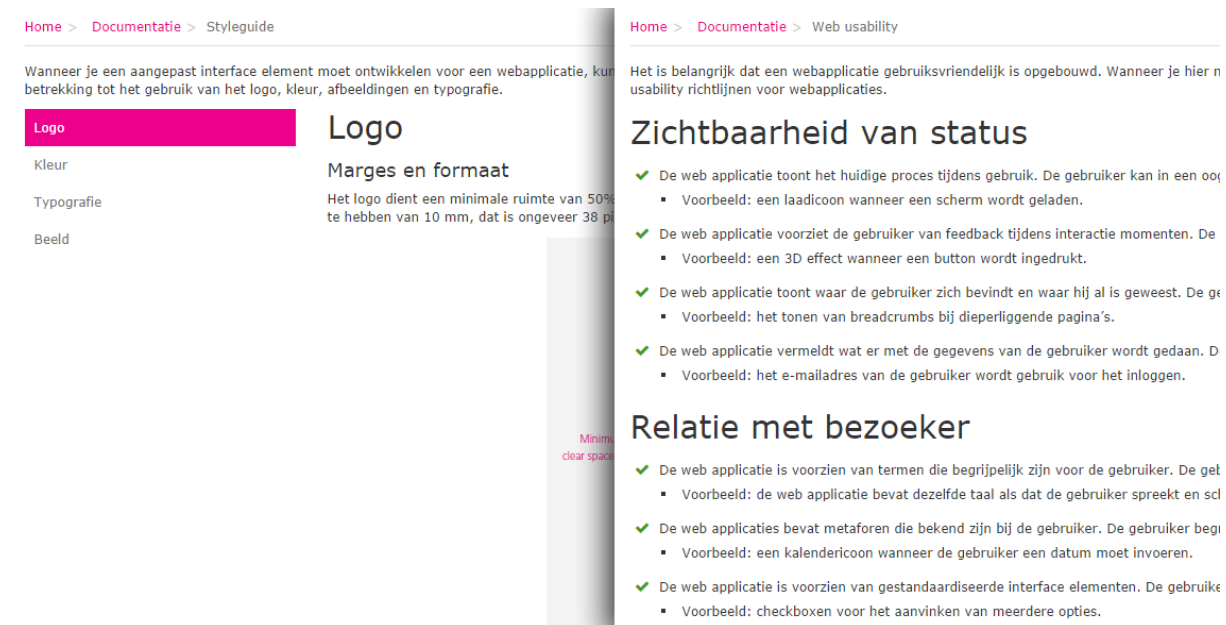 Home > Documentatie > Styleguide
Wanneer je een aangepast interface element moet ontwikkelen voor een webapplicatie,
betrekking tot het gebruik van het logo, kleur, afbeeldingen en typografie.
Logo
Kleur
Typografie
Beeld
Logo
Marges en formaat
Het logo dient een minimale ruimte van 50%
te hebben van 10 mm, dat is ongeveer 38
clear space
Home > Documentatie > Web usability
Het is belangrijk dat een webapplicatie gebruiksvriendelijk is opgebouwd. Wanneer je hier
usability richtlijnen voor webapplicaties.
Zichtbaarheid van status
De web applicatie toont het huidige proces tijdens gebruik. De gebruiker kan in een
Voorbeeld: een laadicoon wanneer een scherm wordt geladen.
De web applicatie voorziet de gebruiker van feedback tijdens interactie momenten. De
Voorbeeld: een 3D effect wanneer een button wordt ingedrukt.
De web applicatie toont waar de gebruiker zich bevindt en waar hij al is geweest. De
Voorbeeld: het tonen van breadcrumbs bij dieperliggende pagina's.
De web applicatie vermeldt wat er met de gegevens van de gebruiker wordt gedaan.
Voorbeeld: het e-mailadres van de gebruiker wordt gebruik voor het inloggen.
Relatie met bezoeker
De web applicatie is voorzien van termen die begrijpelijk zijn voor de gebruiker. De
Voorbeeld: de web applicatie bevat dezelfde taal als dat de gebruiker spreekt en
De web applicaties bevat metaforen die bekend zijn bij de gebruiker. De gebruiker
Voorbeeld: een kalendericoon wanneer de gebruiker een datum moet invoeren.
De web applicatie is voorzien van gestandaardiseerde interface elementen. De
Voorbeeld: checkboxen voor het aanvinken van meerdere opties.